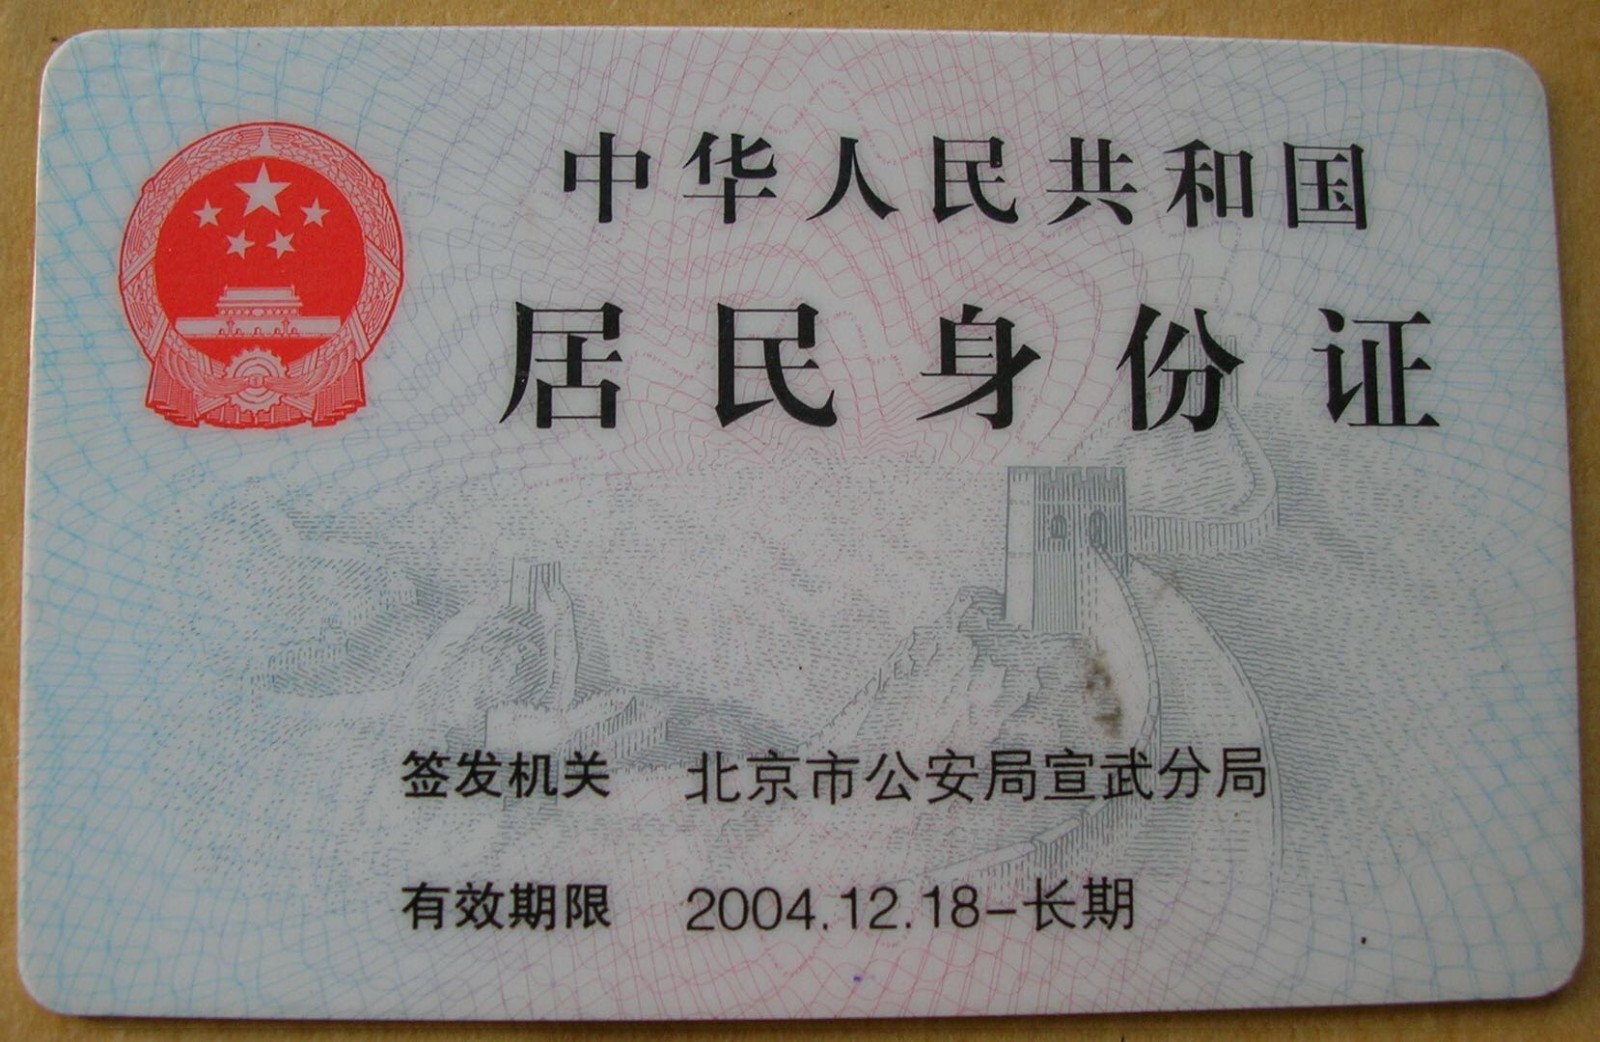 中华人民共和国
居民身份证
签发机关 北京市公安局宣武分局
有效期限 2004.12.18-长期